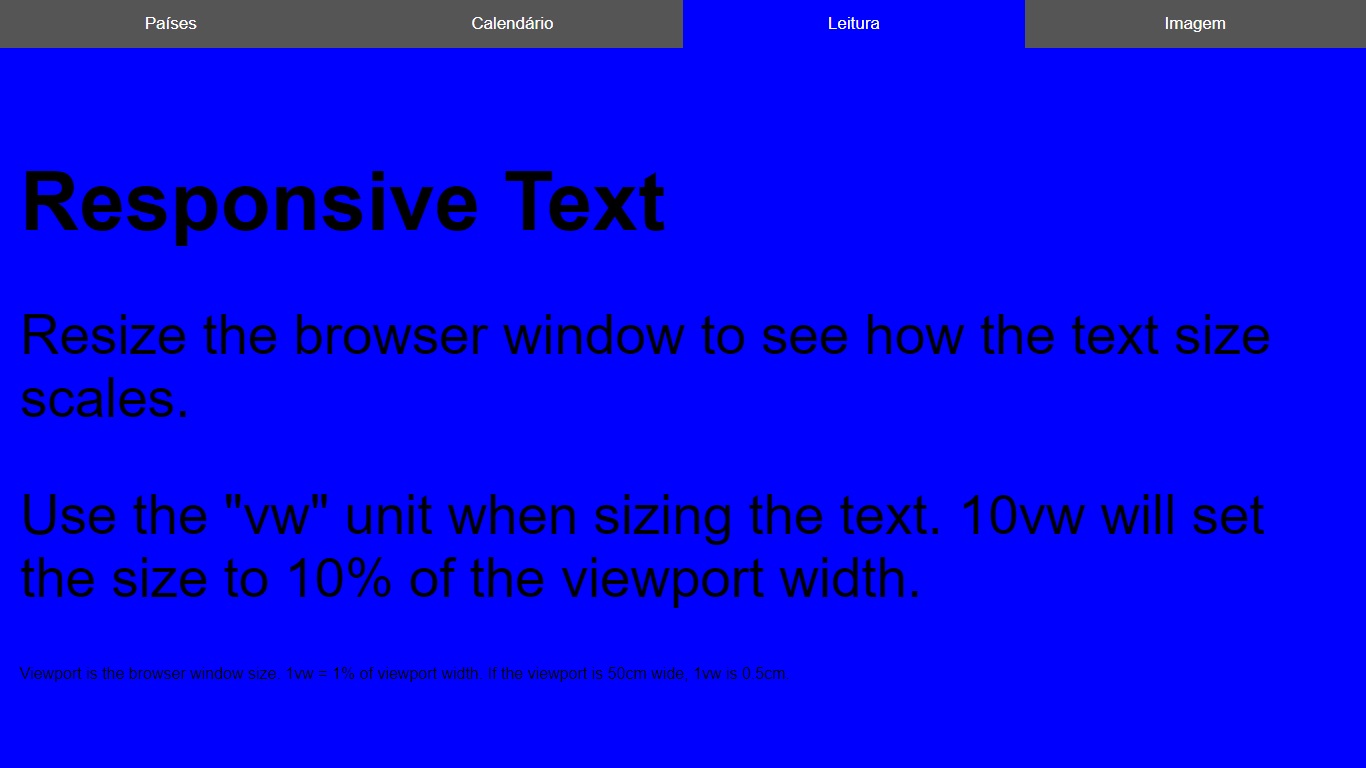 Países Calendário Leitura Imagem
Responsive Text
Resize the browser window to see how the text size
scales.
Use the "vw" unit when sizing the text. 10vw will set
the size to 10% of the viewport width.
Viewport is the browser window size. 1vw = 1% of viewport width. If the viewport is 50cm wide, 1vw is 0.5cm.